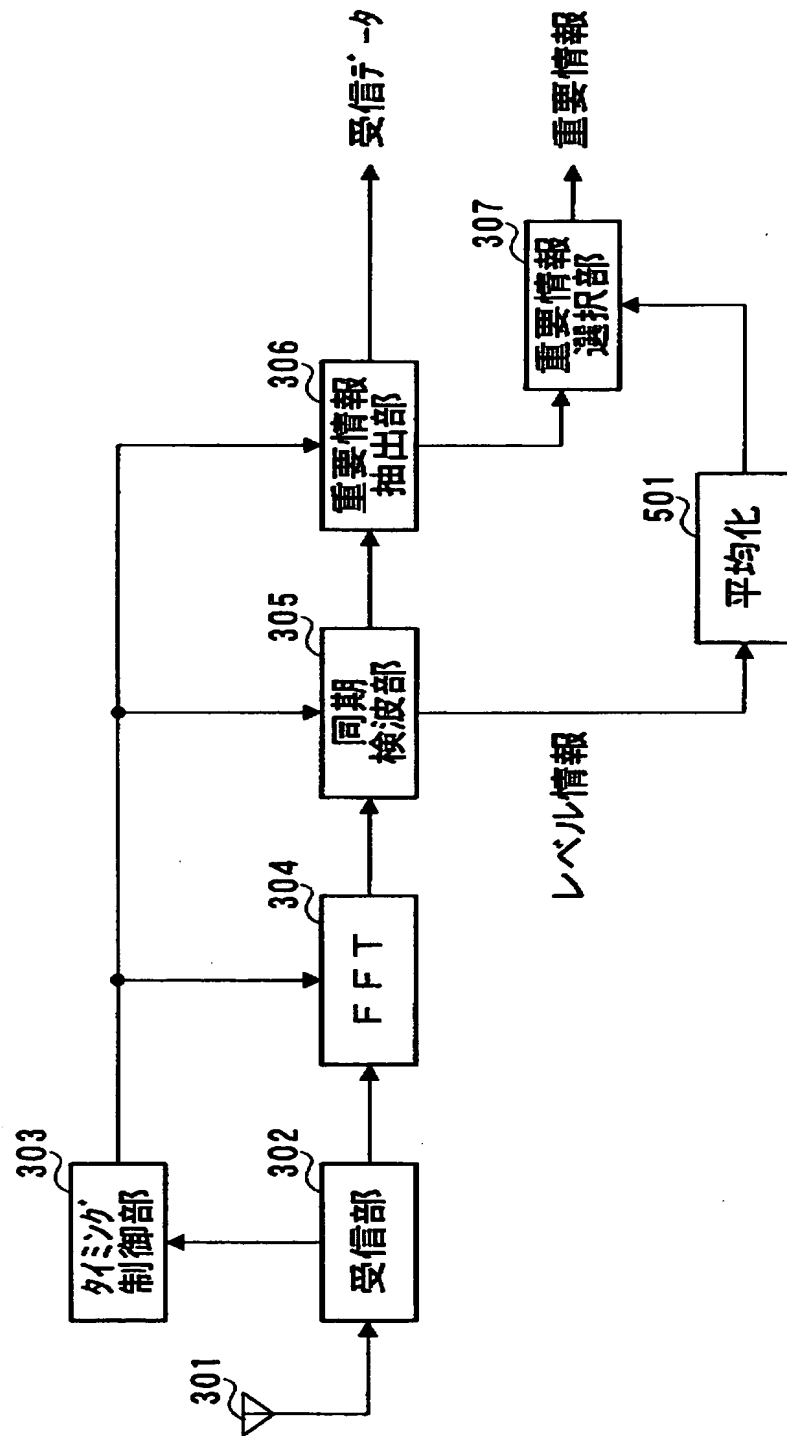 301
302
受信部
303
タイミング
制御部
304
FFT
305
同期
検波部
306
重要情報
抽出部
受信データ
307
重要情報
選択部
重要情報
レベル情報
501
平均化